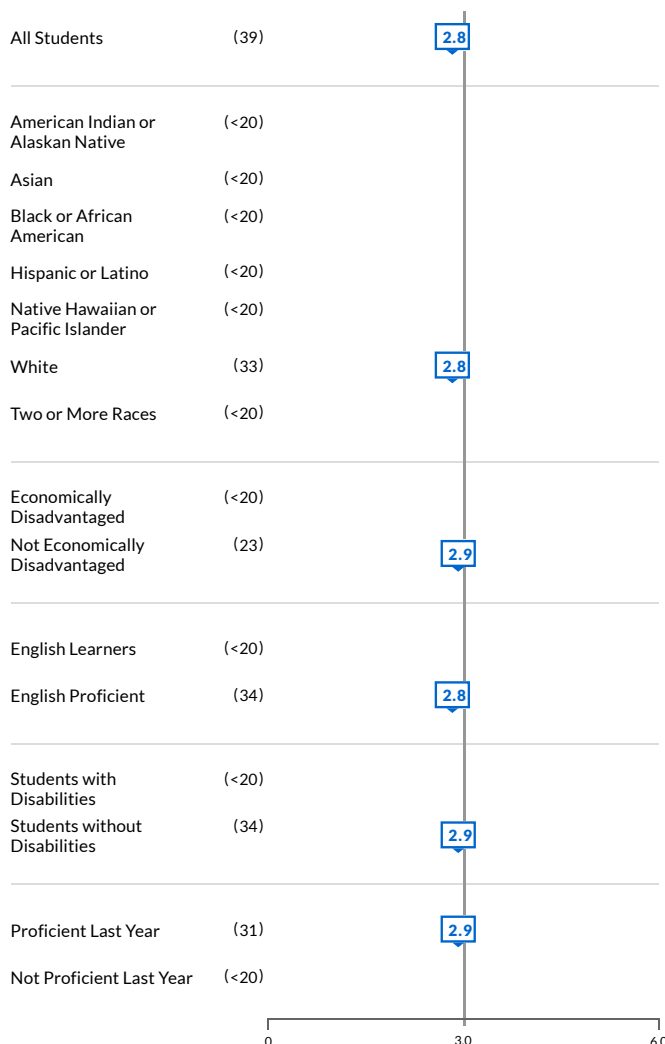 All Students (39) 2.8
American Indian or (<20)
Alaskan Native
Asian (<20)
Black or African (<20)
American
Hispanic or Latino (<20)
Native Hawaiian or (<20)
Pacific Islander
White (33) 2.8
Two or More Races (<20)
Economically (<20)
Disadvantaged
Not Economically (23) 2.9
Disadvantaged
English Learners (<20)
English Proficient (34) 2.8
Students with (<20)
Disabilities
Students without (34) 2.9
Disabilities
Proficient Last Year (31) 2.9
Not Proficient Last Year (<20)
0 3.0 6.0